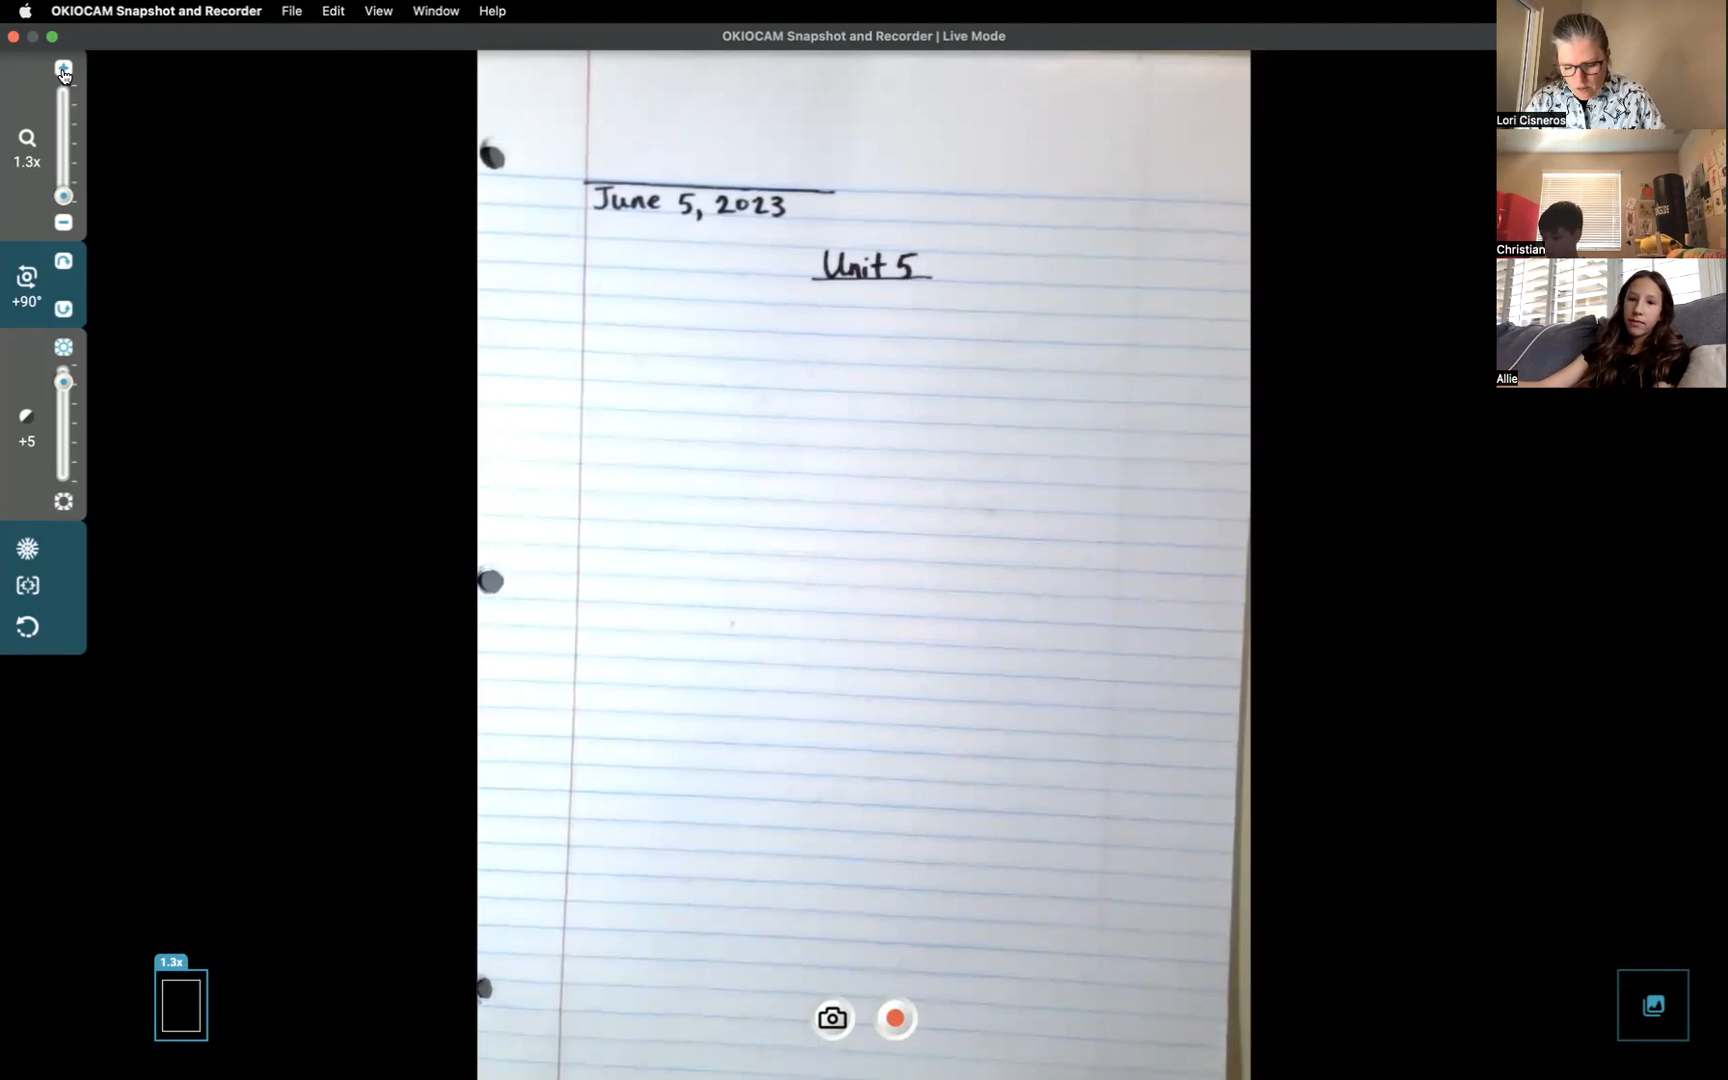 OKIOCAM Snapshot and Recorder File Edit View Window Help
OKIOCAM Snapshot and Recorder | Live Mode
1.3x
+90°
+5
June 5, 2023
Unit 5
Lori Cisneros
Christian
Allie
1.3x